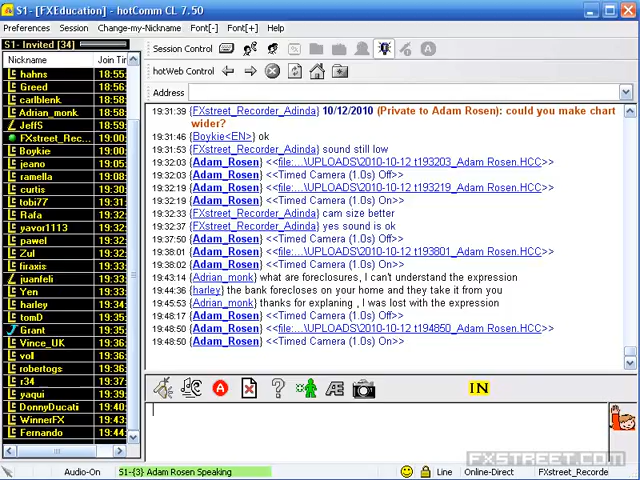 S1- [FXEducation] - hotComm CL 7.50
Preferences Session Change-my-Nickname Font[-] Font[+] Help
S1- Invited [34]
Session Control
hotWeb Control
Address
Nickname Join Tir
hahns 18:55:
Greed 18:55:
carlblenk 18:55:
Adrian_monk 18:55:
JeffS 18:55:
FXstreet_Rec... 19:00:
Boykie 19:00:
jeano 19:30:
ramella 19:08:
curtis 19:30:
tobi77 19:31:
Rafa 19:32:
yavor1113 19:32:
pawel 19:32:
Zul 19:32:
firaxis 19:32:
juanfeli 19:33:
Yen 19:33:
harley 19:34:
tomD 19:35:
Grant 19:35:
Vince_UK 19:36:
vol 19:36:
robertogs 19:36:
r34 19:37:
yaqui 19:39:
DonnyDucati 19:40:
WinnerFX 19:43:
Fernando 19:44:
19:31:39 {FXstreet_Recorder_Adinda} 10/12/2010 (Private to Adam Rosen): could you make chart
wider?
19:31:46 {Boykie<EN>} ok
19:31:53 {FXstreet_Recorder_Adinda} sound still low
19:32:03 {Adam_Rosen} <<file:...\UPLOADS\2010-10-12 t193203_Adam Rosen.HCC>>
19:32:03 {Adam_Rosen} <<Timed Camera (1.0s) Off>>
19:32:19 {Adam_Rosen} <<file:...\UPLOADS\2010-10-12 t193219_Adam Rosen.HCC>>
19:32:19 {Adam_Rosen} <<Timed Camera (1.0s) On>>
19:32:33 {FXstreet_Recorder_Adinda} cam size better
19:32:37 {FXstreet_Recorder_Adinda} yes sound is ok
19:37:50 {Adam_Rosen} <<Timed Camera (1.0s) Off>>
19:38:01 {Adam_Rosen} <<file:...\UPLOADS\2010-10-12 t193801_Adam Rosen.HCC>>
19:38:02 {Adam_Rosen} <<Timed Camera (1.0s) On>>
19:43:14 {Adrian_monk} what are foreclosures, I can't understand the expression
19:44:36 {harley} the bank forecloses on your home and they take it from you
19:45:53 {Adrian_monk} thanks for explaning , I was lost with the expression
19:48:17 {Adam_Rosen} <<Timed Camera (1.0s) Off>>
19:48:50 {Adam_Rosen} <<file:...\UPLOADS\2010-10-12 t194850_Adam Rosen.HCC>>
19:48:50 {Adam_Rosen} <<Timed Camera (1.0s) On>>
IN
FXSTREET.COM
Audio-On S1-{3} Adam Rosen Speaking Line Online-Direct FXstreet_Recorde